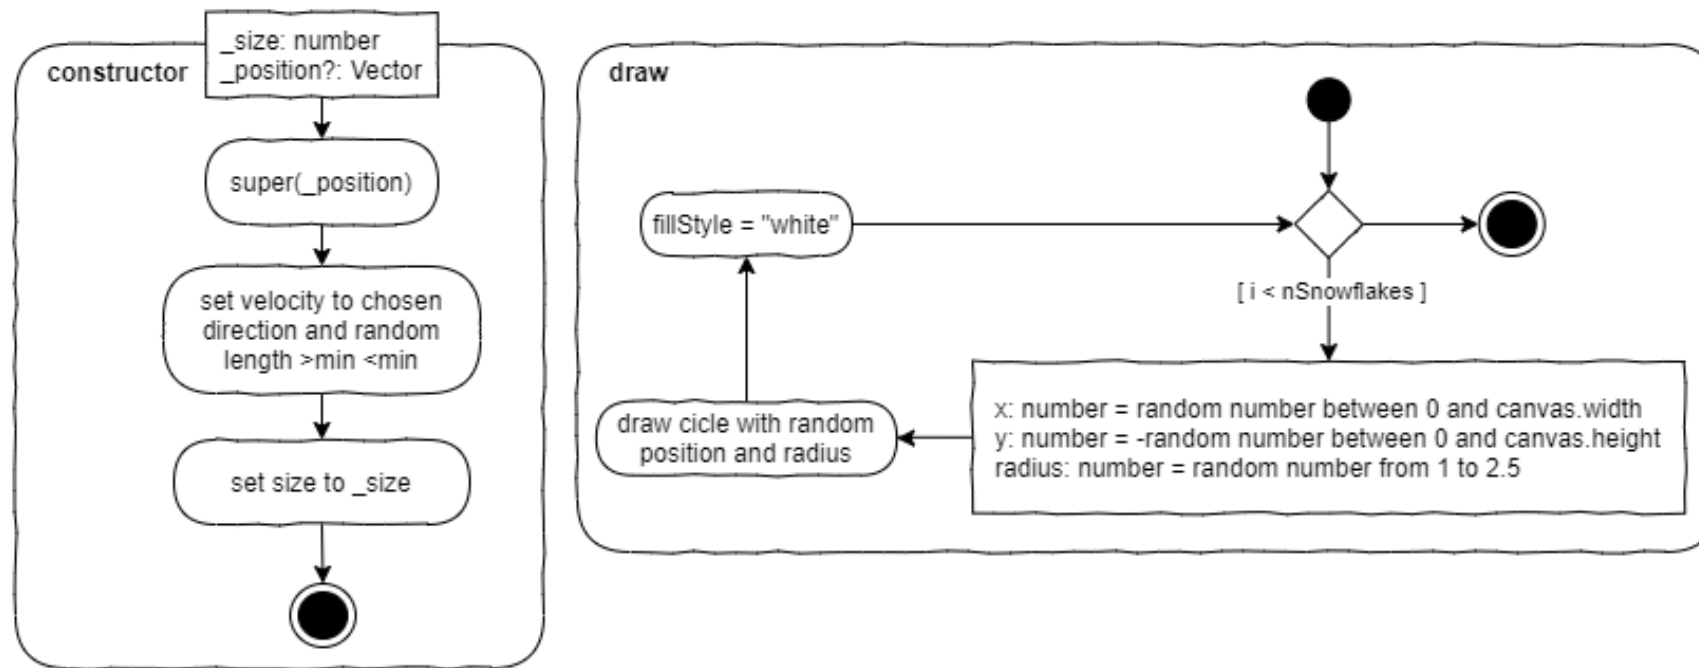 constructor
_size: number
_position?: Vector
super(_position)
set velocity to chosen
direction and random
length >min <min
set size to _size
draw
fillStyle = "white"
[ i < nSnowflakes ]
x: number = random number between 0 and canvas.width
y: number = -random number between 0 and canvas.height
radius: number = random number from 1 to 2.5
draw cicle with random
position and radius